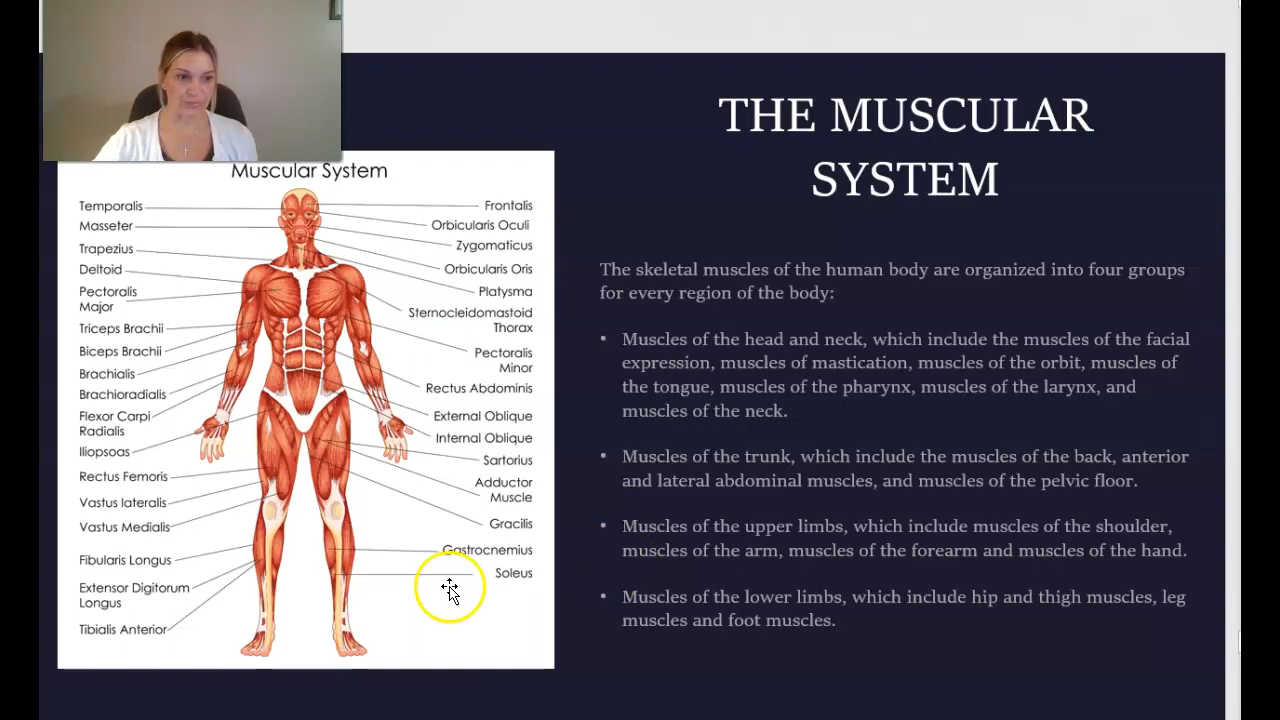 THE MUSCULAR
SYSTEM
Muscular System
Temporalis
Masseter
Trapezius
Deltoid
Pectoralis
Major
Triceps Brachii
Biceps Brachii
Brachialis
Brachioradialis
Flexor Carpi
Radialis
Iliopsoas
Rectus Femoris
Vastus lateralis
Vastus Medialis
Fibularis Longus
Extensor Digitorum
Longus
Tibialis Anterior
Frontalis
Orbicularis Oculi
Zygomaticus
Orbicularis Oris
Platysma
Sternocleidomastoid
Thorax
Pectoralis
Minor
Rectus Abdominis
External Oblique
Internal Oblique
Sartorius
Adductor
Muscle
Gracilis
Gastrocnemius
Soleus
The skeletal muscles of the human body are organized into four groups
for every region of the body:
• Muscles of the head and neck, which include the muscles of the facial
expression, muscles of mastication, muscles of the orbit, muscles of
the tongue, muscles of the pharynx, muscles of the larynx, and
muscles of the neck.
• Muscles of the trunk, which include the muscles of the back, anterior
and lateral abdominal muscles, and muscles of the pelvic floor.
• Muscles of the upper limbs, which include muscles of the shoulder,
muscles of the arm, muscles of the forearm and muscles of the hand.
• Muscles of the lower limbs, which include hip and thigh muscles, leg
muscles and foot muscles.